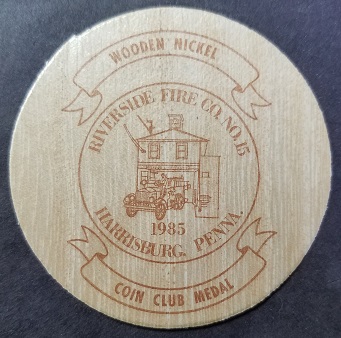 WOODEN NICKEL
RIVERSIDE FIRE CO. NO. 15
1985
HARRISBURG, PENNA.
COIN CLUB MEDAL